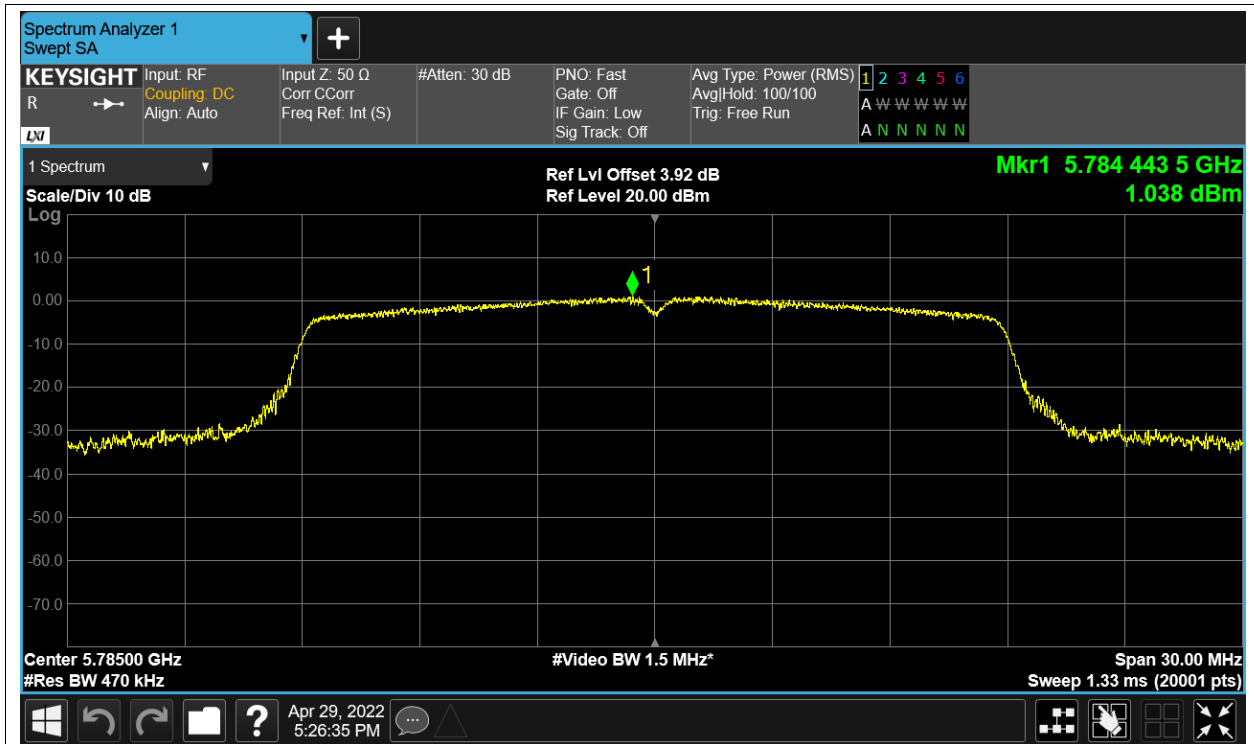 Spectrum Analyzer 1
Swept SA
+
KEYSIGHT
R
LXI
Input: RF
Coupling: DC
Align: Auto
Input Z: 50 Ω
Corr CCorr
Freq Ref: Int (S)
#Atten: 30 dB
PNO: Fast
Gate: Off
IF Gain: Low
Sig Track: Off
Avg Type: Power (RMS)
Avg|Hold: 100/100
Trig: Free Run
1 2 3 4 5 6
A W W W W W
A N N N N N
1 Spectrum
Scale/Div 10 dB
Log
Ref Lvl Offset 3.92 dB
Ref Level 20.00 dBm
Mkr1 5.784 443 5 GHz
1.038 dBm
1
10.0
0.00
-10.0
-20.0
-30.0
-40.0
-50.0
-60.0
-70.0
Center 5.78500 GHz
#Res BW 470 kHz
#Video BW 1.5 MHz*
Span 30.00 MHz
Sweep 1.33 ms (20001 pts)
?
Apr 29, 2022
5:26:35 PM